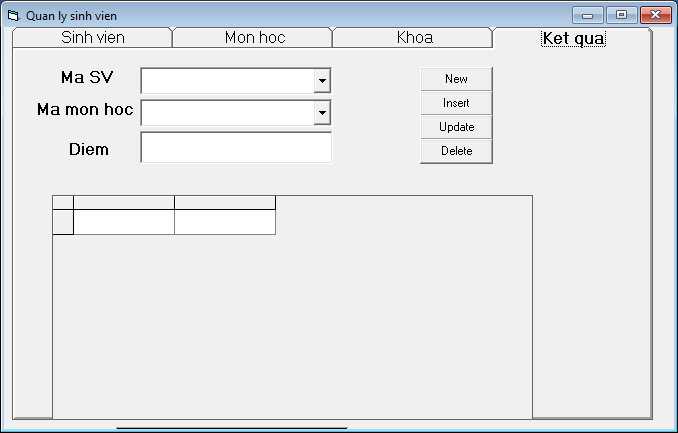 Quan ly sinh vien
Sinh vien Mon hoc Khoa Ket qua
Ma SV
Ma mon hoc
Diem
New
Insert
Update
Delete